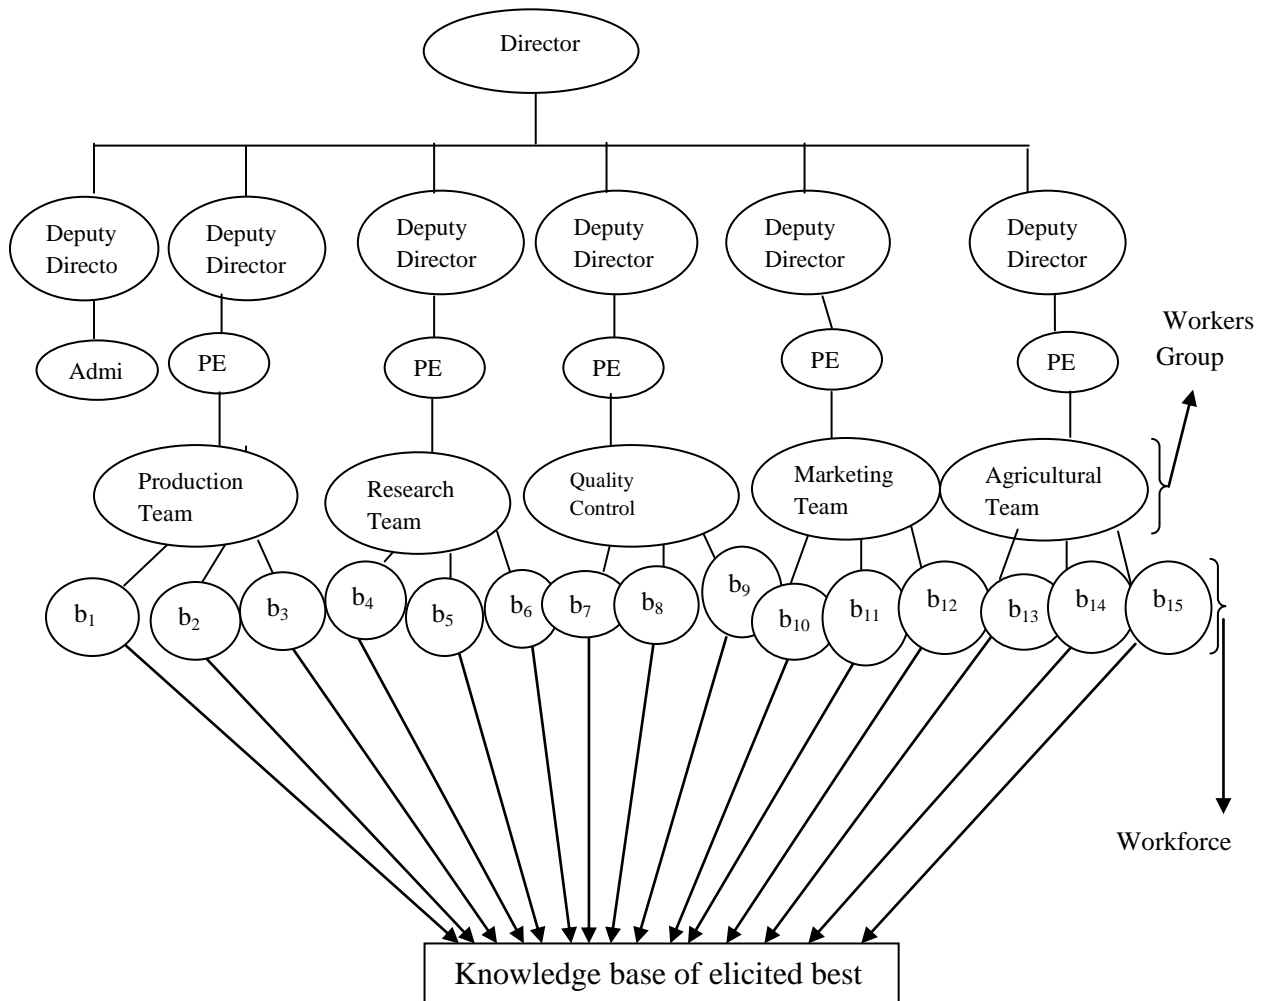 Director
Deputy
Directo
Deputy
Director
Deputy
Director
Deputy
Director
Deputy
Director
Deputy
Director
Admi
PE
PE
PE
PE
PE
Workers
Group
Production
Team
Research
Team
Quality
Control
Marketing
Team
Agricultural
Team
b₁
b₂
b₃
b₄
b₅
b₆
b₇
b₈
b₉
b₁₀
b₁₁
b₁₂
b₁₃
b₁₄
b₁₅
Workforce
Knowledge base of elicited best